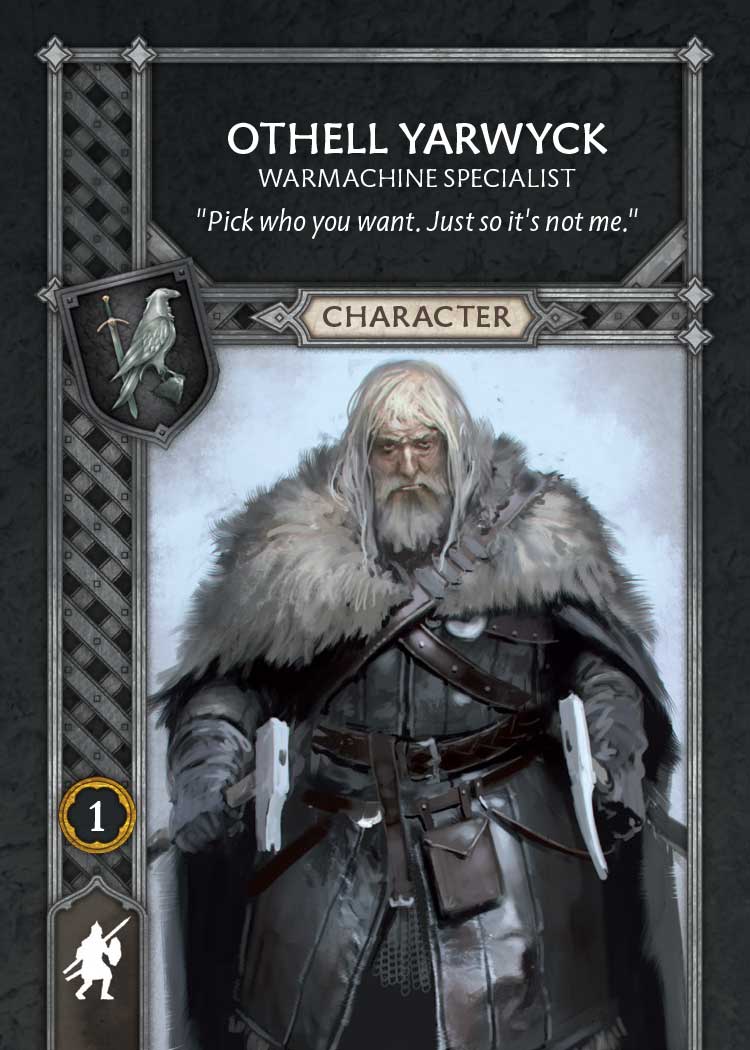 OTHELL YARWYCK
WARMACHINE SPECIALIST
"Pick who you want. Just so it's not me."
CHARACTER
1